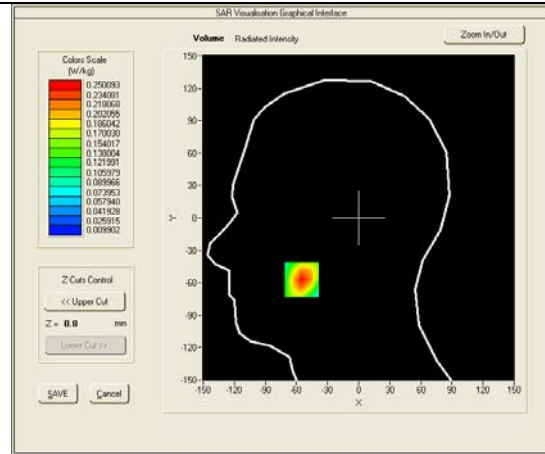 SAR Visualisation Graphical Interface
Volume Radiated Intensity
Zoom In/Out
Colors Scale
(W/kg)
0.250093
0.234081
0.218068
0.202055
0.186042
0.170030
0.154017
0.138004
0.121991
0.105979
0.089966
0.073953
0.057940
0.041928
0.025915
0.009902
Z Cuts Control
<< Upper Cut
Z = 0.0 mm
Lower Cut >>
SAVE
Cancel
150-
120-
90-
60-
30-
0-
-30-
-60-
-90-
-120-
-150-
Y
-150 -120 -90 -60 -30 0 30 60 90 120 150
X